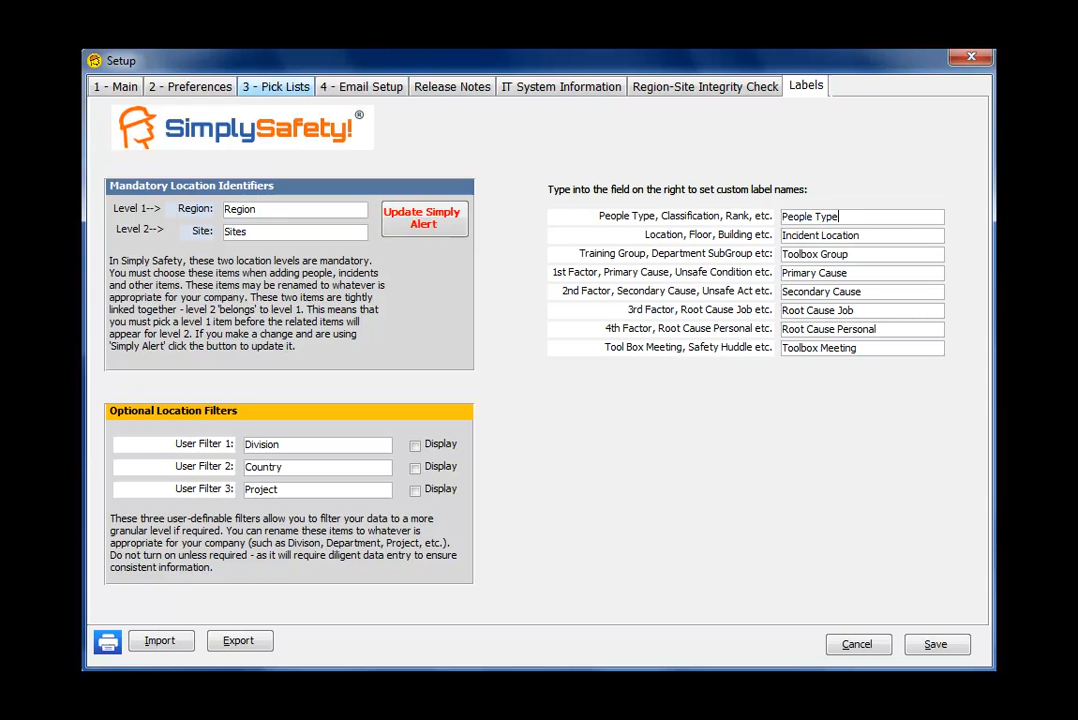 Setup
1 - Main
2 - Preferences
3 - Pick Lists
4 - Email Setup
Release Notes
IT System Information
Region-Site Integrity Check
Labels
SimplySafety!®
Mandatory Location Identifiers
Level 1--> Region: Region
Level 2--> Site: Sites
Update Simply
Alert
In Simply Safety, these two location levels are mandatory.
You must choose these items when adding people, incidents
and other items. These items may be renamed to whatever is
appropriate for your company. These two items are tightly
linked together - level 2 'belongs' to level 1. This means that
you must pick a level 1 item before the related items will
appear for level 2. If you make a change and are using
'Simply Alert' click the button to update it.
Optional Location Filters
User Filter 1: Division Display
User Filter 2: Country Display
User Filter 3: Project Display
These three user-definable filters allow you to filter your data to a more
granular level if required. You can rename these items to whatever is
appropriate for your company (such as Divison, Department, Project, etc.).
Do not turn on unless required - as it will require diligent data entry to ensure
consistent information.
Type into the field on the right to set custom label names:
People Type, Classification, Rank, etc. People Type
Location, Floor, Building etc. Incident Location
Training Group, Department SubGroup etc. Toolbox Group
1st Factor, Primary Cause, Unsafe Condition etc. Primary Cause
2nd Factor, Secondary Cause, Unsafe Act etc. Secondary Cause
3rd Factor, Root Cause Job etc. Root Cause Job
4th Factor, Root Cause Personal etc. Root Cause Personal
Tool Box Meeting, Safety Huddle etc. Toolbox Meeting
Import
Export
Cancel
Save